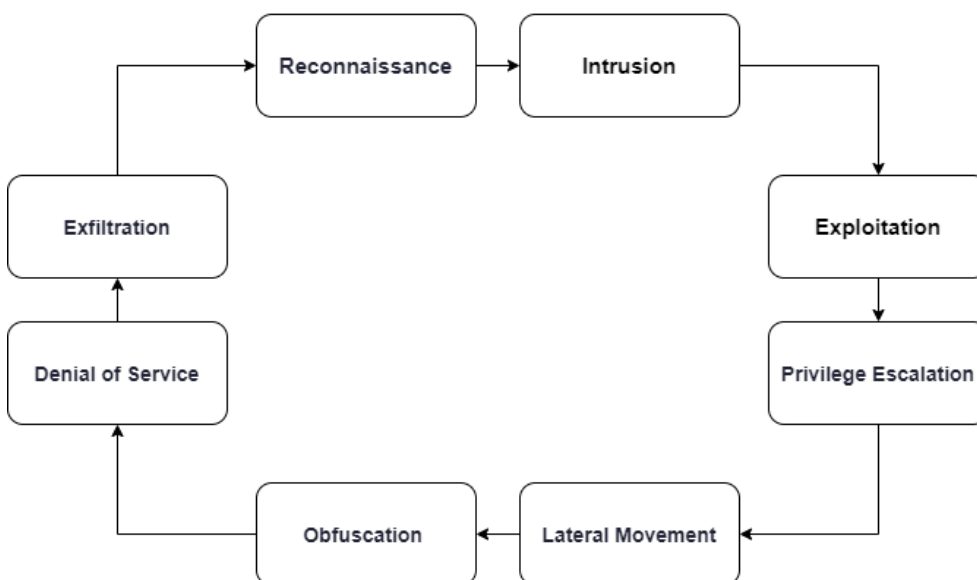 Reconnaissance
Intrusion
Exfiltration
Exploitation
Denial of Service
Privilege Escalation
Obfuscation
Lateral Movement